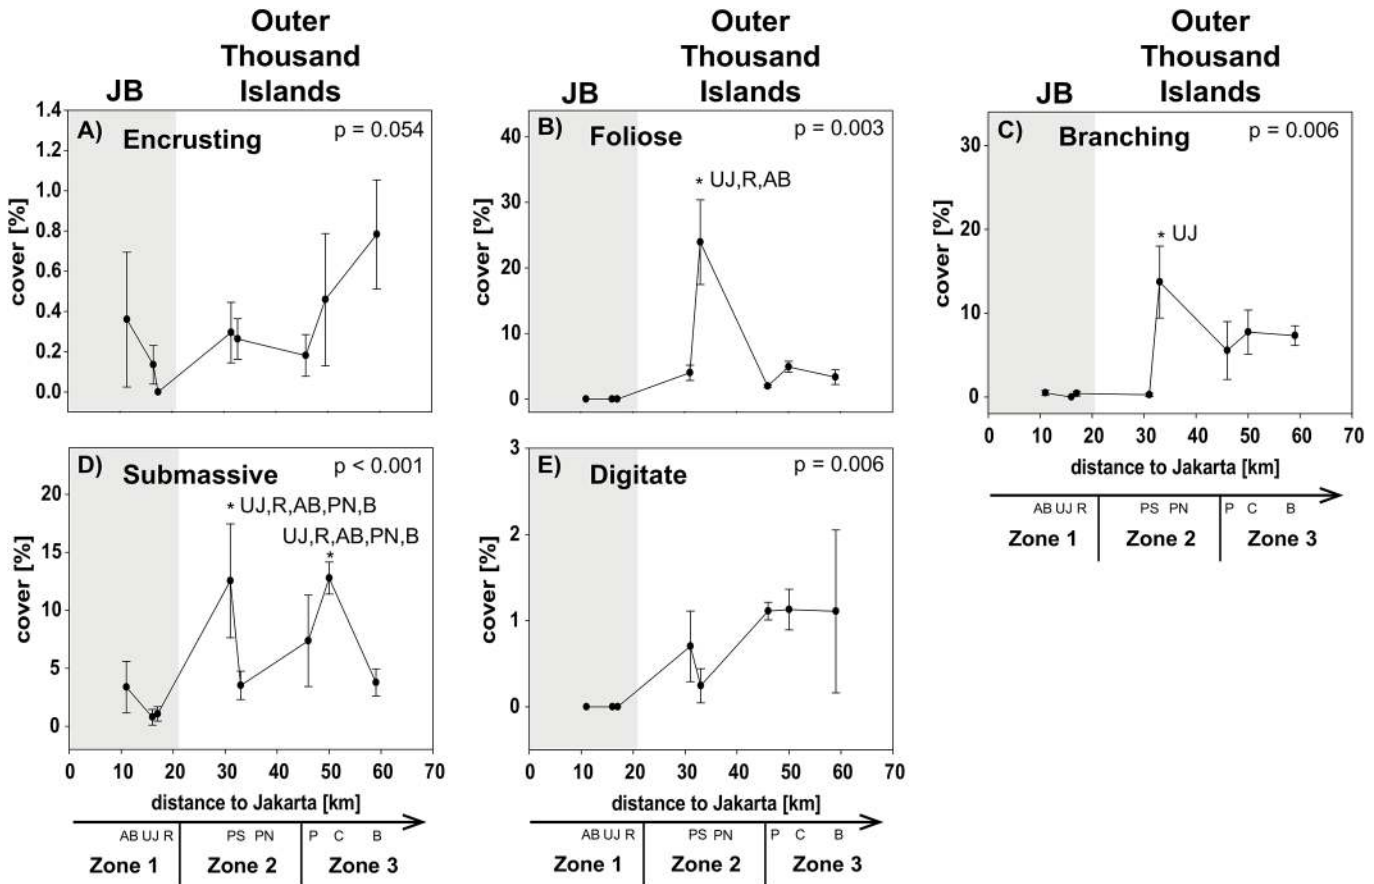 JB
Outer
Thousand
Islands
A) Encrusting p = 0.054
cover [%]
1.4
1.2
1.0
0.8
0.6
0.4
0.2
0.0
JB
Outer
Thousand
Islands
B) Foliose p = 0.003
* UJ,R,AB
cover [%]
40
30
20
10
0
JB
Outer
Thousand
Islands
C) Branching p = 0.006
* UJ
cover [%]
30
20
10
0
0 10 20 30 40 50 60 70
distance to Jakarta [km]
AB UJ R PS PN P C B
Zone 1 Zone 2 Zone 3
D) Submassive p < 0.001
* UJ,R,AB,PN,B
UJ,R,AB,PN,B
*
cover [%]
20
15
10
5
0
0 10 20 30 40 50 60 70
distance to Jakarta [km]
AB UJ R PS PN P C B
Zone 1 Zone 2 Zone 3
E) Digitate p = 0.006
cover [%]
3
2
1
0
0 10 20 30 40 50 60 70
distance to Jakarta [km]
AB UJ R PS PN P C B
Zone 1 Zone 2 Zone 3